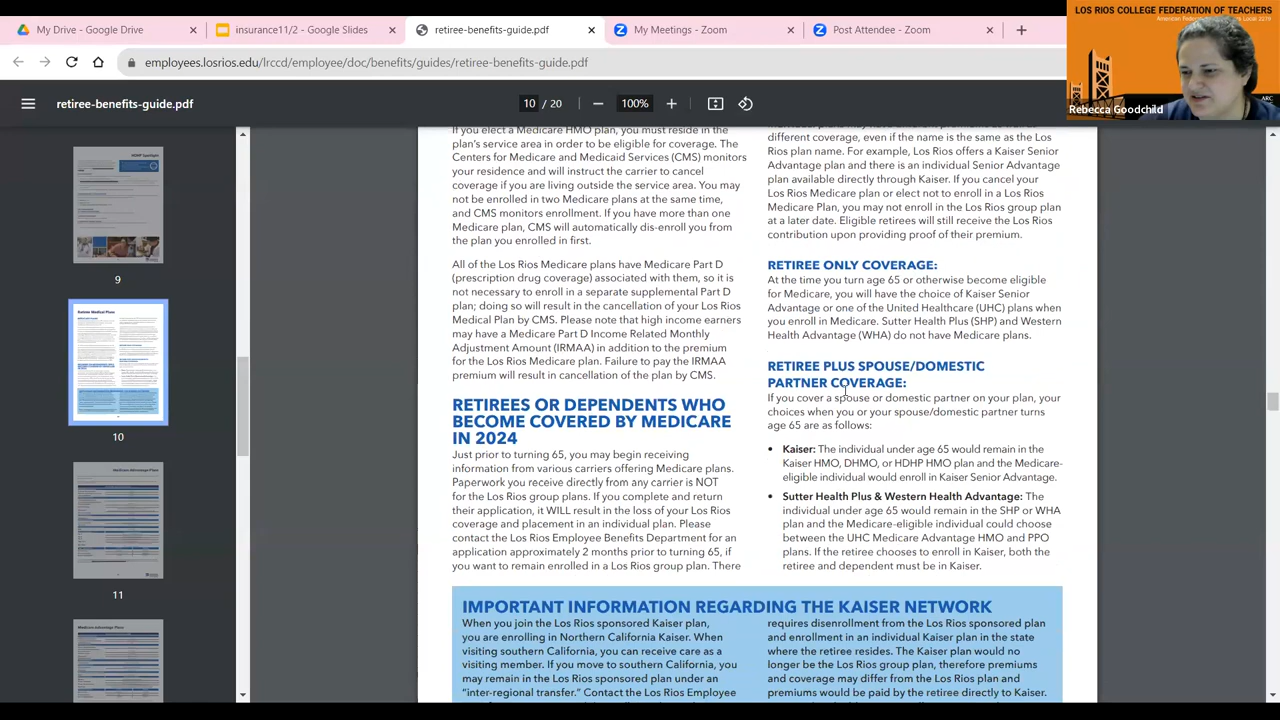 My Drive - Google Drive
insurance11/2 - Google Slides
retiree-benefits-guide.pdf
My Meetings - Zoom
Post Attendee - Zoom
employees.losrios.edu/lrccd/employee/doc/benefits/guides/retiree-benefits-guide.pdf
LOS RIOS COLLEGE FEDERATION OF TEACHERS
ARC
Rebecca Goodchild
retiree-benefits-guide.pdf
10 / 20
100%
9
10
11
If you elect a Medicare HMO plan, you must reside in the
plan's service area in order to be eligible for coverage. The
Centers for Medicare and Medicaid Services (CMS) monitors
your residence and will instruct the carrier to cancel
coverage if you are living outside the service area. You may
not be enrolled in two Medicare plans at the same time,
and CMS monitors enrollment. If you have more than one
Medicare plan, CMS will automatically dis-enroll you from
the plan you enrolled in first.
All of the Los Rios Medicare plans have Medicare Part D
(prescription drug coverage) associated with them, so it is
not necessary to enroll in a separate supplemental Part D
plan; doing so will result in the cancellation of your Los Rios
Medical Plan by CMS. Please note that high income earners
may have a Medicare Part D Income Related Monthly
Adjustment Amount (IRMAA) in addition to the premium
for the Los Rios Medicare plan. Failure to pay the IRMAA
premium will result in cancellation of the plan by CMS.
RETIREES OR DEPENDENTS WHO
BECOME COVERED BY MEDICARE
IN 2024
Just prior to turning 65, you may begin receiving
information from various carriers offering Medicare plans.
Paperwork you receive directly from any carrier is NOT
for the Los Rios group plans. If you complete and return
their application, it WILL result in the loss of your Los Rios
coverage and placement in an individual plan. Please
contact the Los Rios Employee Benefits Department for an
application approximately 2 months prior to turning 65, if
you want to remain enrolled in a Los Rios group plan. There
different coverage, even if the name is the same as the Los
Rios plan name. For example, Los Rios offers a Kaiser Senior
Advantage plan and there is an individual Senior Advantage
plan available directly through Kaiser. If you cancel your
Los Rios Medicare plan or elect not to enroll in a Los Rios
Medicare Plan, you may not enroll in the Los Rios group plan
at a later date. Eligible retirees will still receive the Los Rios
contribution upon providing proof of their premium.
RETIREE ONLY COVERAGE:
At the time you turn age 65 or otherwise become eligible
for Medicare, you will have the choice of Kaiser Senior
Advantage or one of the United Healthcare (UHC) plans when
you enroll in Medicare. Sutter Health Plus (SHP) and Western
Health Advantage (WHA) do not have Medicare plans.
RETIREE PLUS SPOUSE/DOMESTIC
PARTNER COVERAGE:
If you cover a spouse or domestic partner on your plan, your
choices when you or your spouse/domestic partner turns
age 65 are as follows:
• Kaiser: The individual under age 65 would remain in the
Kaiser HMO, DHMO, or HDHP HMO plan and the Medicare-
eligible individual would enroll in Kaiser Senior Advantage.
• Sutter Health Plus & Western Health Advantage: The
individual under age 65 would remain in the SHP or WHA
plan and the Medicare-eligible individual could choose
between the UHC Medicare Advantage HMO and PPO
plans. If the retiree chooses to enroll in Kaiser, both the
retiree and dependent must be in Kaiser.
IMPORTANT INFORMATION REGARDING THE KAISER NETWORK
When you join the Los Rios sponsored Kaiser plan,
you are enrolling in Northern California Kaiser. When
visiting southern California, you can receive care as a
visiting member. If you move to southern California, you
may remain in the Los Rios sponsored plan under an
"inter-regional transfer." Contact the Los Rios Employee
requires disenrollment from the Los Rios sponsored plan
and enrollment in an individual Kaiser plan in the state
where the retiree resides. The Kaiser plan would no
longer be the Los Rios group plan, therefore premiums
and coverage may differ from the Los Rios plan and
premiums would be paid by the retiree directly to Kaiser.